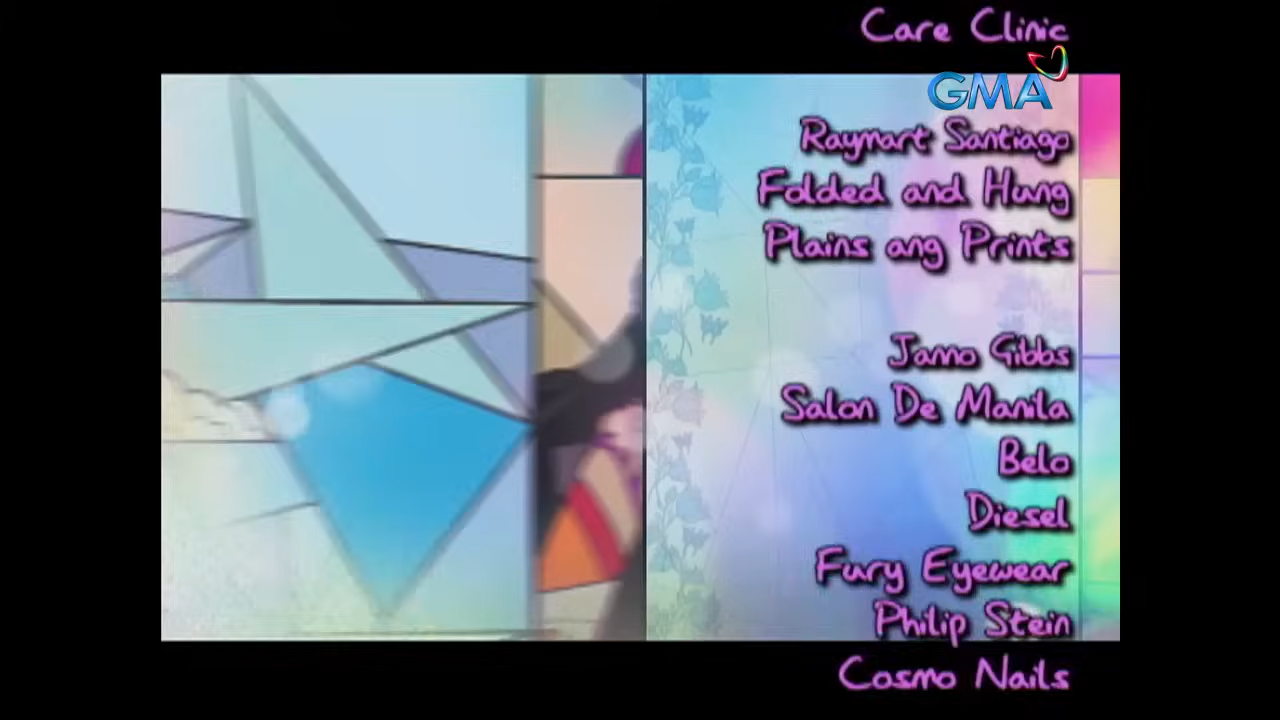 Care Clinic
GMA
Raymart Santiago
Folded and Hung
Plains ang Prints
Jamo Gibbs
Salon De Manila
Belo
Diesel
Fury Eyewear
Philip Stein
Cosmo Nails